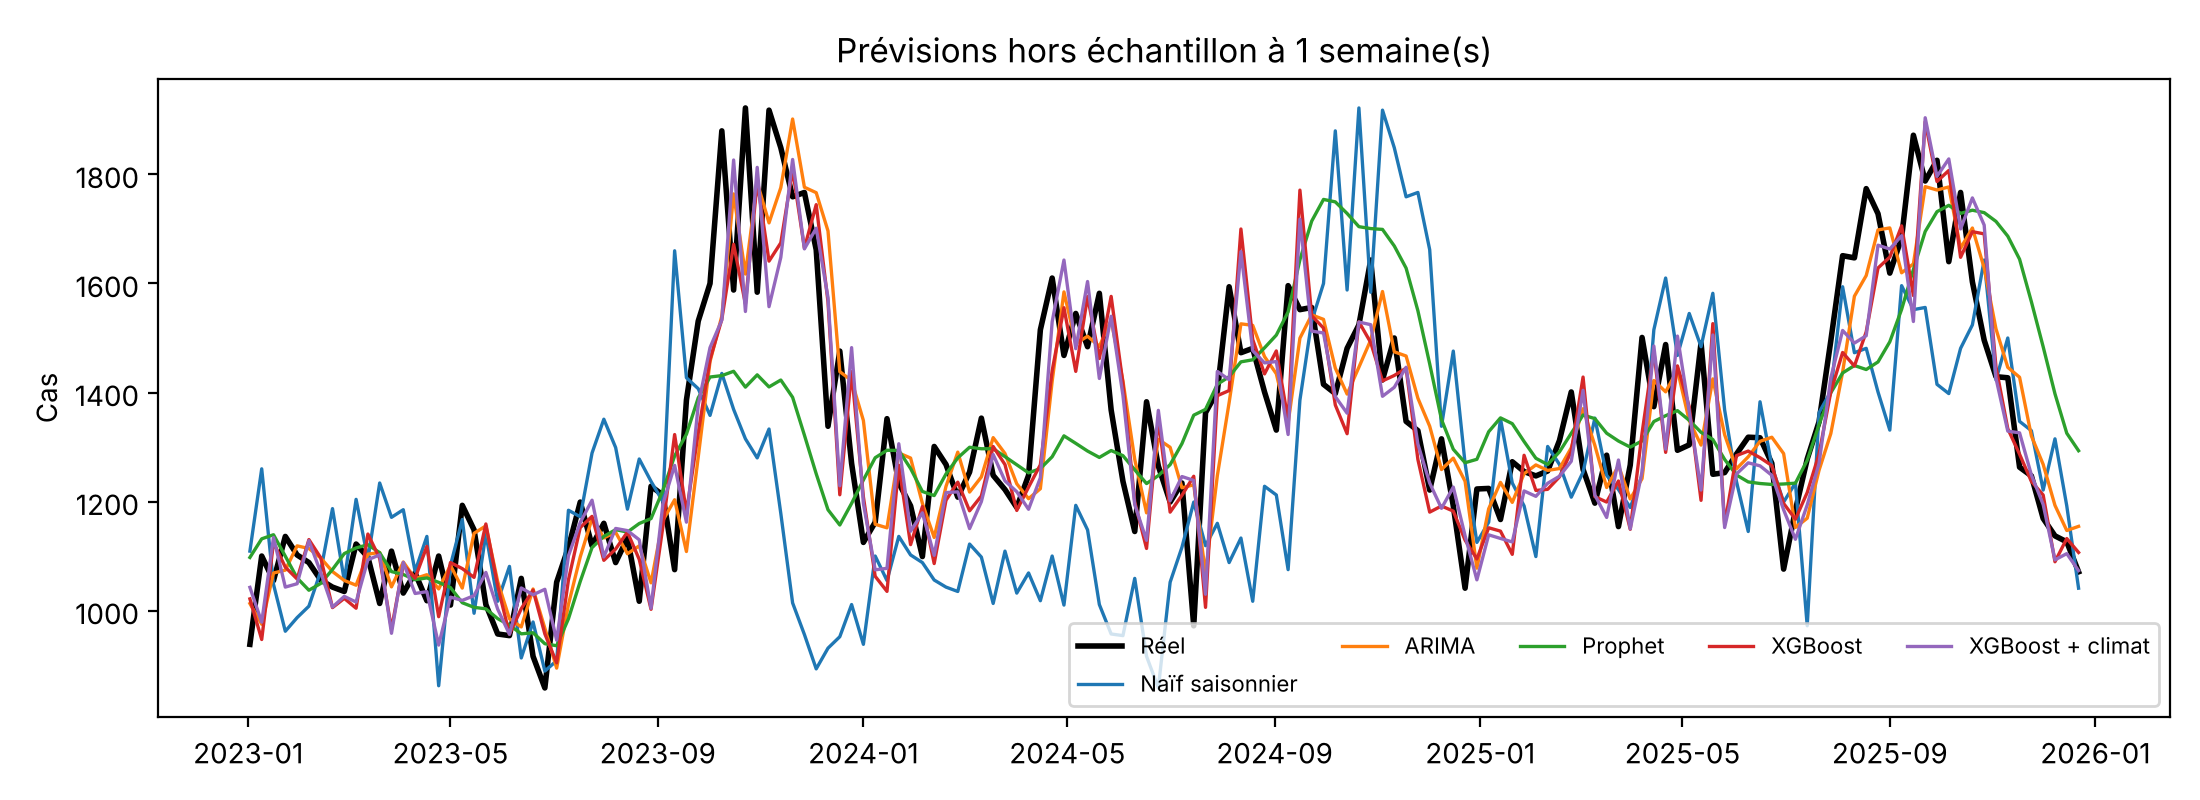 Prévisions hors échantillon à 1 semaine(s)
Cas
1800
1600
1400
1200
1000
Réel
Naïf saisonnier
ARIMA
Prophet
XGBoost
XGBoost + climat
2023-01
2023-05
2023-09
2024-01
2024-05
2024-09
2025-01
2025-05
2025-09
2026-01